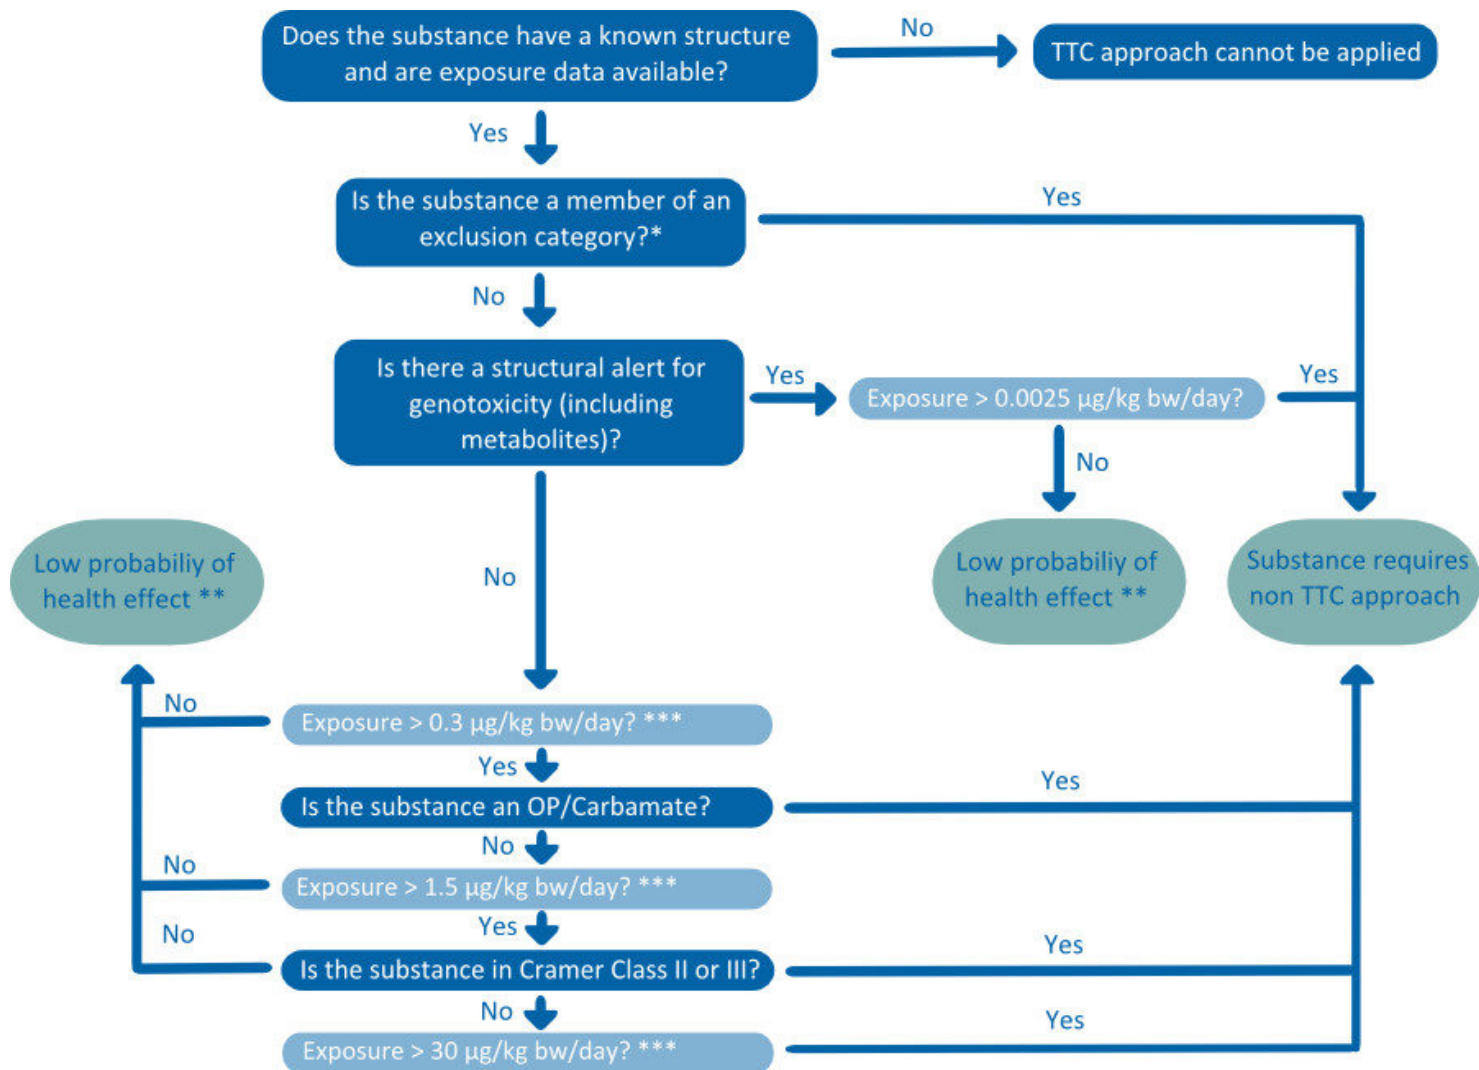 Does the substance have a known structure
and are exposure data available?
No
TTC approach cannot be applied
Yes
Is the substance a member of an
exclusion category?*
Yes
No
Is there a structural alert for
genotoxicity (including
metabolites)?
Yes
Exposure > 0.0025 µg/kg bw/day?
Yes
No
Low probabiliy of
health effect **
No
Low probabiliy of
health effect **
Substance requires
non TTC approach
No
Exposure > 0.3 µg/kg bw/day? ***
Yes
Is the substance an OP/Carbamate?
Yes
No
No
Exposure > 1.5 µg/kg bw/day? ***
Yes
No
Is the substance in Cramer Class II or III?
Yes
No
Exposure > 30 µg/kg bw/day? ***
Yes